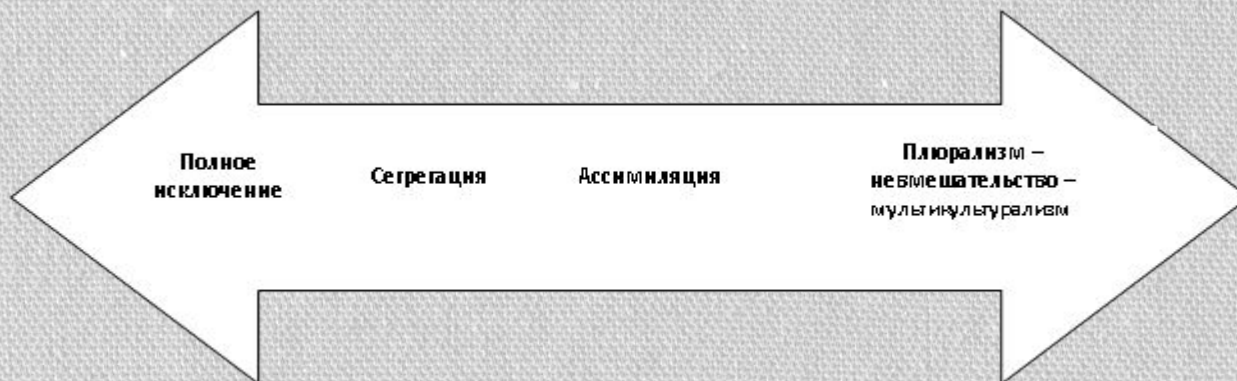 Полное
исключение
Сегрегация
Ассимиляция
Плюрализм –
невмешательство –
мультикультурализм